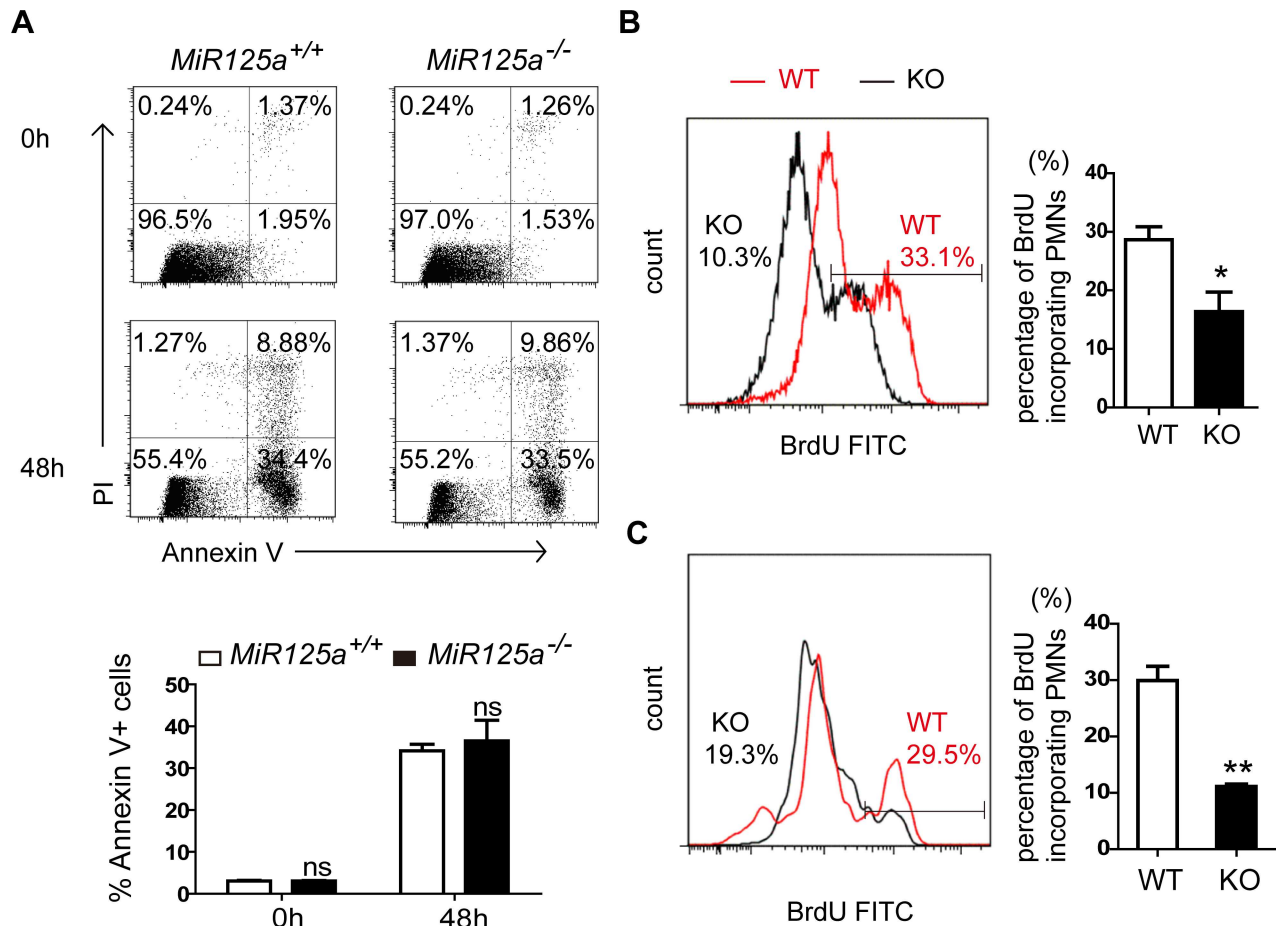 A
MiR125a+/+
MiR125a-/-
0h
0.24%
1.37%
96.5%
1.95%
0.24%
1.26%
97.0%
1.53%
48h
1.27%
8.88%
55.4%
34.4%
1.37%
9.86%
55.2%
33.5%
PI
Annexin V
MiR125a+/+
MiR125a-/-
% Annexin V+ cells
50
40
30
20
10
0
ns
ns
0h
48h
B
WT
KO
count
KO
10.3%
WT
33.1%
BrdU FITC
(%)
percentage of BrdU
incorporating PMNs
40
30
20
10
0
*
WT
KO
C
count
KO
19.3%
WT
29.5%
BrdU FITC
(%)
percentage of BrdU
incorporating PMNs
40
30
20
10
0
**
WT
KO